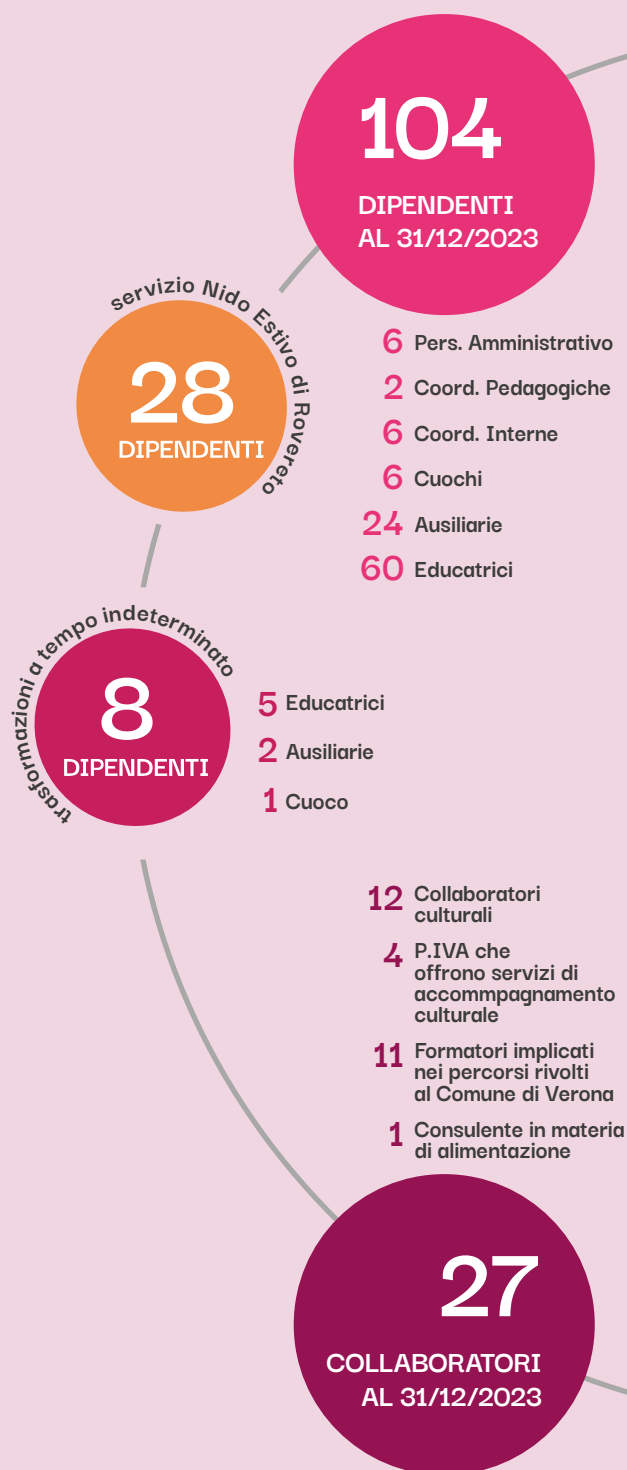 104
DIPENDENTI
AL 31/12/2023
6 Pers. Amministrativo
2 Coord. Pedagogiche
6 Coord. Interne
6 Cuochi
24 Ausiliarie
60 Educatrici
servizio Nido Estivo di Rovereto
28
DIPENDENTI
trasformazioni a tempo indeterminato
8
DIPENDENTI
5 Educatrici
2 Ausiliarie
1 Cuoco
12 Collaboratori
culturali
4 P.IVA che
offrono servizi di
accommpagnamento
culturale
11 Formatori implicati
nei percorsi rivolti
al Comune di Verona
1 Consulente in materia
di alimentazione
27
COLLABORATORI
AL 31/12/2023